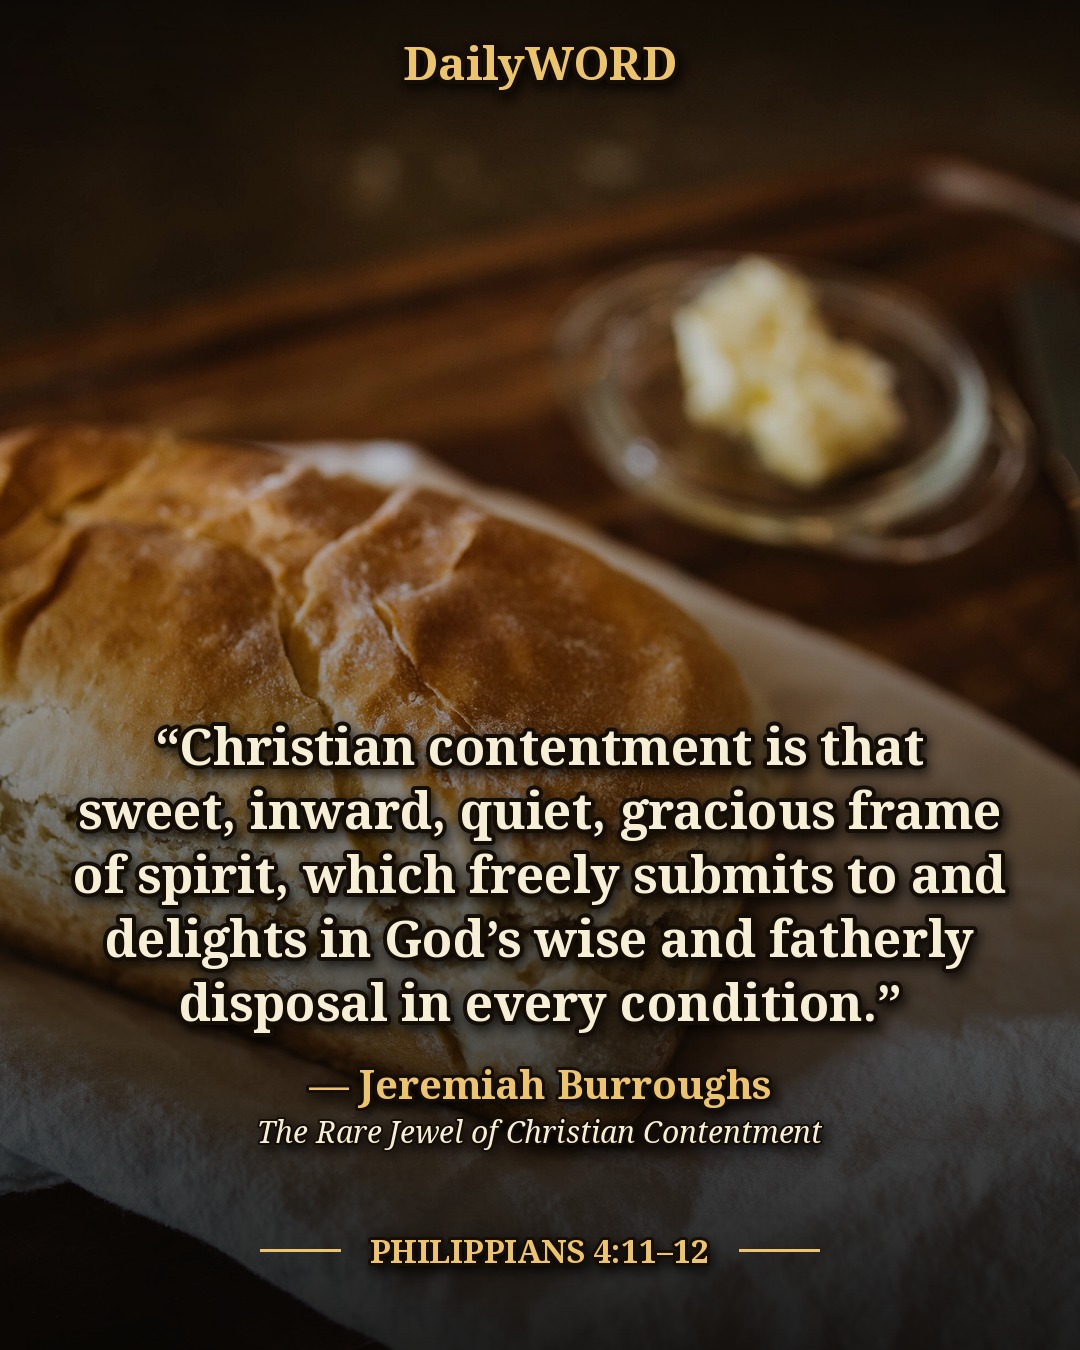 DailyWORD
“Christian contentment is that
sweet, inward, quiet, gracious frame
of spirit, which freely submits to and
delights in God’s wise and fatherly
disposal in every condition.”
— Jeremiah Burroughs
The Rare Jewel of Christian Contentment
PHILIPPIANS 4:11–12